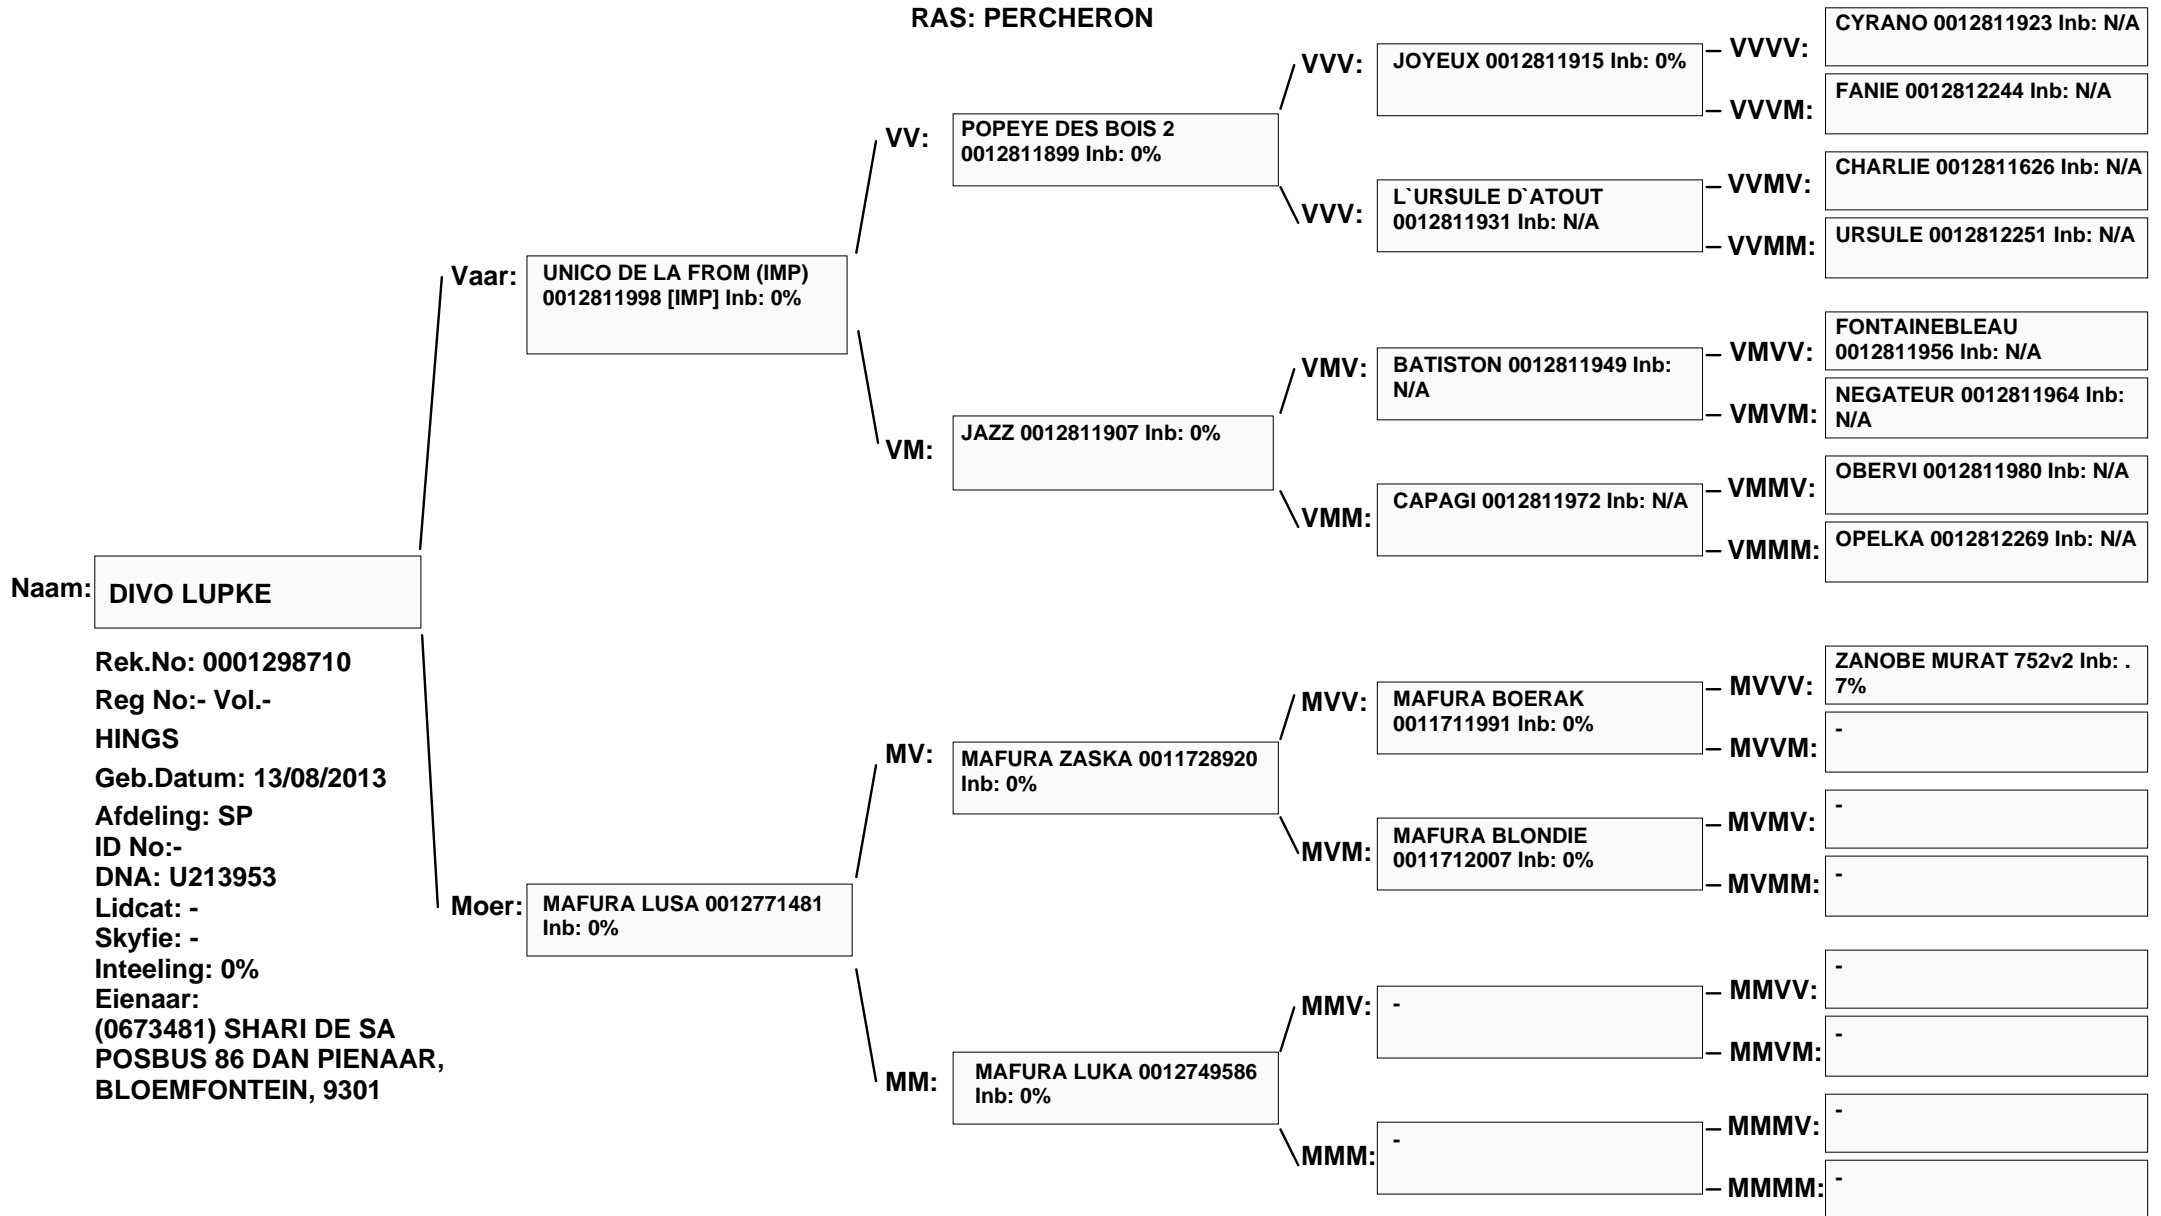 RAS: PERCHERON
Naam:
DIVO LUPKE
Rek.No: 0001298710
Reg No:- Vol.-
HINGS
Geb.Datum: 13/08/2013
Afdeling: SP
ID No:-
DNA: U213953
Lidcat: -
Skyfie: -
Inteeling: 0%
Eienaar:
(0673481) SHARI DE SA
POSBUS 86 DAN PIENAAR,
BLOEMFONTEIN, 9301
Vaar:
UNICO DE LA FROM (IMP)
0012811998 [IMP] Inb: 0%
Moer:
MAFURA LUSA 0012771481
Inb: 0%
VV:
POPEYE DES BOIS 2
0012811899 Inb: 0%
VM:
JAZZ 0012811907 Inb: 0%
MV:
MAFURA ZASKA 0011728920
Inb: 0%
MM:
MAFURA LUKA 0012749586
Inb: 0%
VVV:
JOYEUX 0012811915 Inb: 0%
VVV:
L`URSULE D`ATOUT
0012811931 Inb: N/A
VMV:
BATISTON 0012811949 Inb:
N/A
VMM:
CAPAGI 0012811972 Inb: N/A
MVV:
MAFURA BOERAK
0011711991 Inb: 0%
MVM:
MAFURA BLONDIE
0011712007 Inb: 0%
MMV:
-
MMM:
-
VVVV:
CYRANO 0012811923 Inb: N/A
VVVM:
FANIE 0012812244 Inb: N/A
VVMV:
CHARLIE 0012811626 Inb: N/A
VVMM:
URSULE 0012812251 Inb: N/A
VMVV:
FONTAINEBLEAU
0012811956 Inb: N/A
VMVM:
NEGATEUR 0012811964 Inb:
N/A
VMMV:
OBERVI 0012811980 Inb: N/A
VMMM:
OPELKA 0012812269 Inb: N/A
MVVV:
ZANOBE MURAT 752v2 Inb: .
7%
MVVM:
-
MVMV:
-
MVMM:
-
MMVV:
-
MMVM:
-
MMMV:
-
MMMM:
-